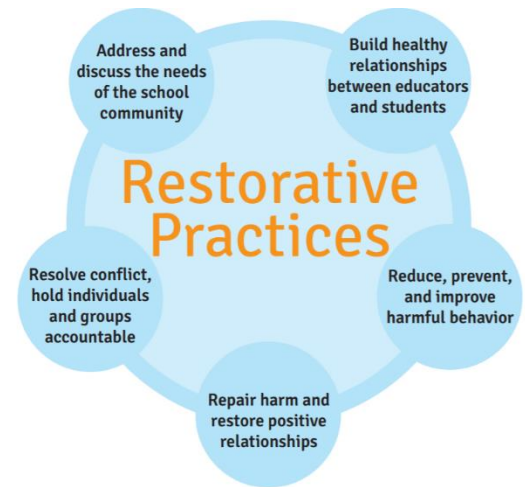 Address and
discuss the needs
of the school
community
Build healthy
relationships
between educators
and students
Restorative
Practices
Resolve conflict,
hold individuals
and groups
accountable
Reduce, prevent,
and improve
harmful behavior
Repair harm and
restore positive
relationships